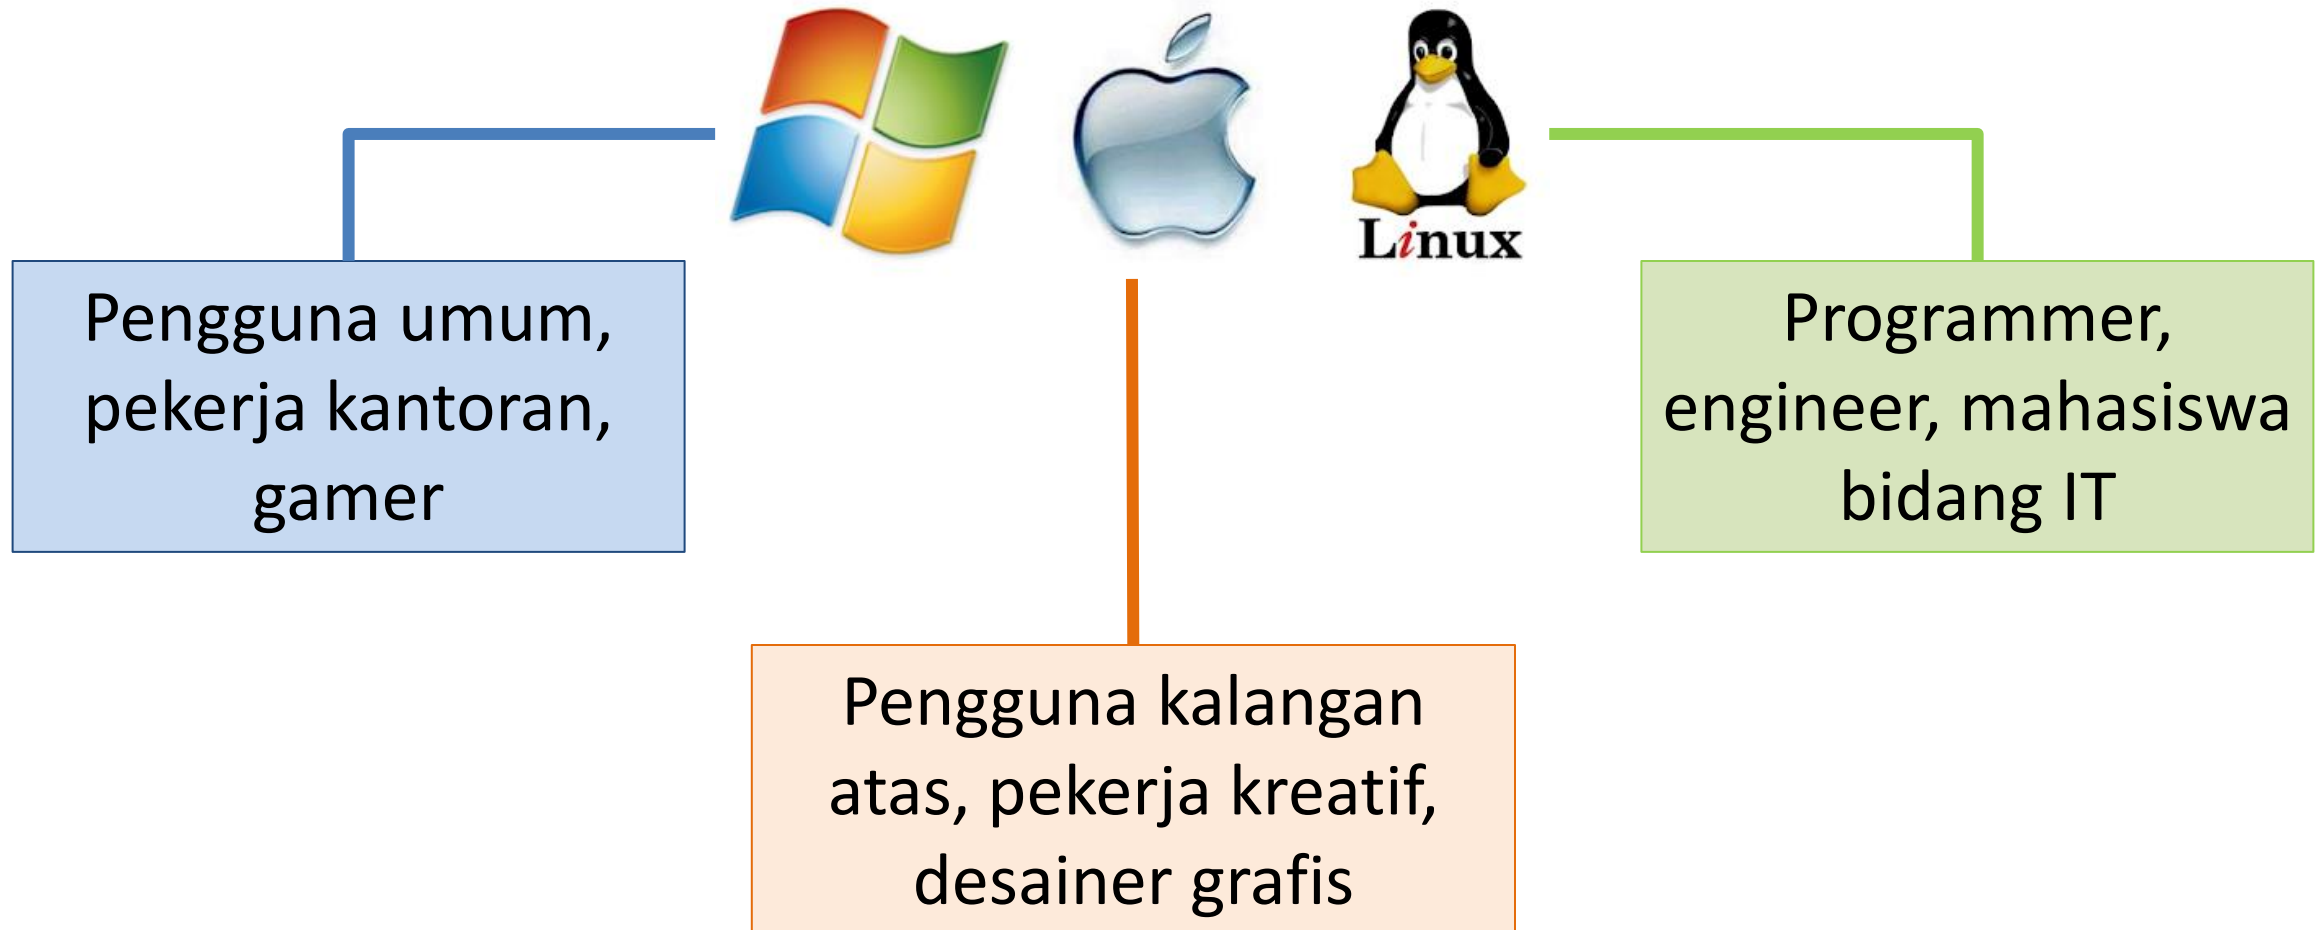 Linux
Pengguna umum,
pekerja kantoran,
gamer
Programmer,
engineer, mahasiswa
bidang IT
Pengguna kalangan
atas, pekerja kreatif,
desainer grafis